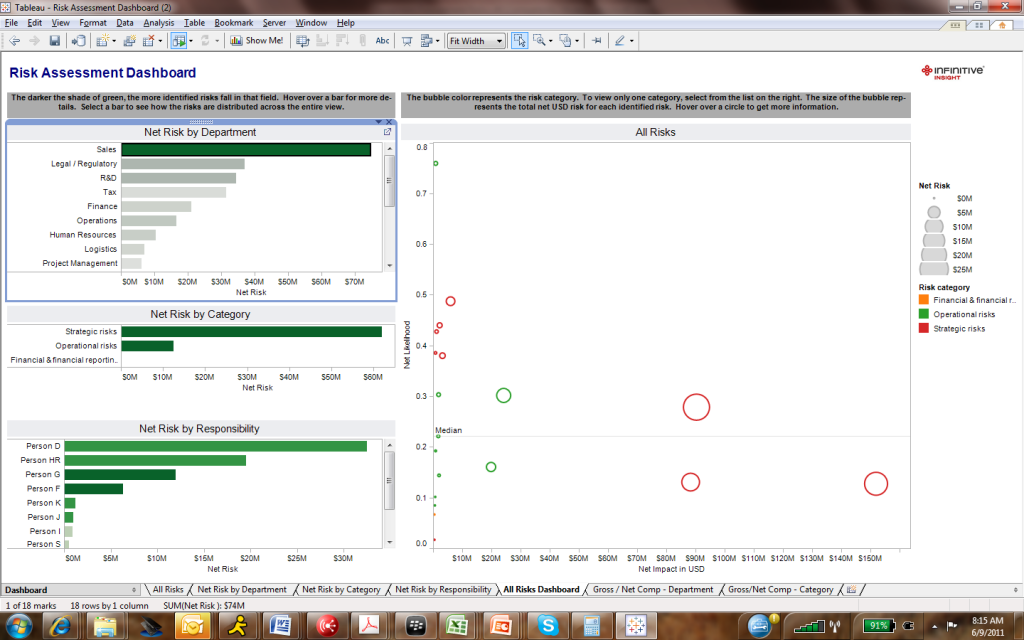 Tableau - Risk Assessment Dashboard (2)
File Edit View Format Data Analysis Table Bookmark Server Window Help
Show Me! Abc Fit Width
Risk Assessment Dashboard
INFINITIVE
INSIGHT
The darker the shade of green, the more identified risks fall in that field. Hover over a bar for more de-
tails. Select a bar to see how the risks are distributed across the entire view.
The bubble color represents the risk category. To view only one category, select from the list on the right. The size of the bubble rep-
resents the total net USD risk for each identified risk. Hover over a circle to get more information.
Net Risk by Department
Sales
Legal / Regulatory
R&D
Tax
Finance
Operations
Human Resources
Logistics
Project Management
$0M $10M $20M $30M $40M $50M $60M $70M
Net Risk
Net Risk by Category
Strategic risks
Operational risks
Financial & financial reportin..
$0M $10M $20M $30M $40M $50M $60M
Net Risk
Net Risk by Responsibility
Person D
Person HR
Person G
Person F
Person K
Person J
Person I
Person S
$0M $5M $10M $15M $20M $25M $30M
Net Risk
All Risks
0.8
0.7
0.6
0.5
0.4
0.3
0.2
0.1
0.0
Net Likelihood
Median
$10M $20M $30M $40M $50M $60M $70M $80M $90M $100M $110M $120M $130M $140M $150M
Net Impact in USD
Net Risk
$0M
$5M
$10M
$15M
$20M
$25M
Risk category
Financial & financial r..
Operational risks
Strategic risks
Dashboard All Risks Net Risk by Department Net Risk by Category Net Risk by Responsibility All Risks Dashboard Gross / Net Comp - Department Gross/Net Comp - Category
1 of 18 marks 18 rows by 1 column SUM(Net Risk): $74M
91%
8:15 AM
6/9/2011